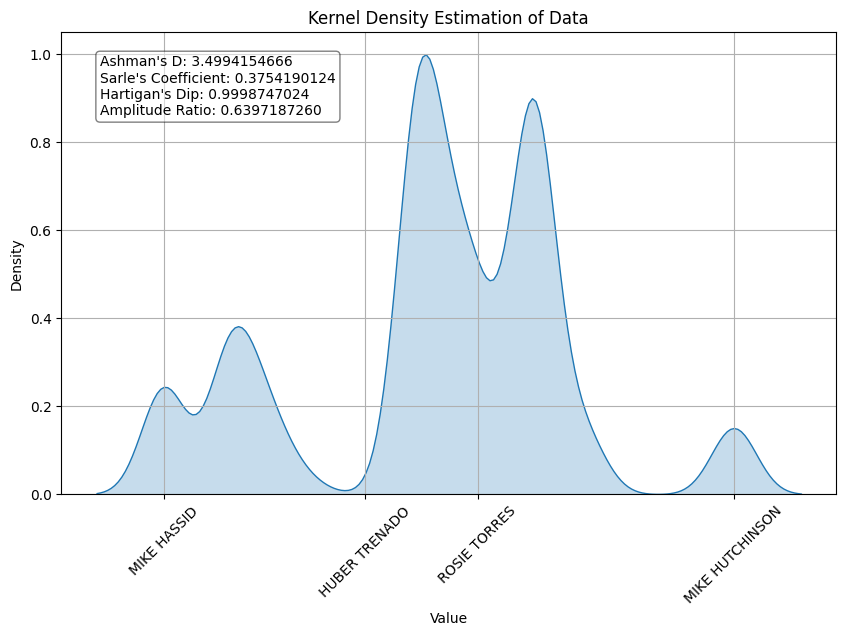 Kernel Density Estimation of Data
Ashman's D: 3.4994154666
Sarle's Coefficient: 0.3754190124
Hartigan's Dip: 0.9998747024
Amplitude Ratio: 0.6397187260
1.0
0.8
0.6
0.4
0.2
0.0
Density
MIKE HASSID
HUBER TRENADO
ROSIE TORRES
MIKE HUTCHINSON
Value